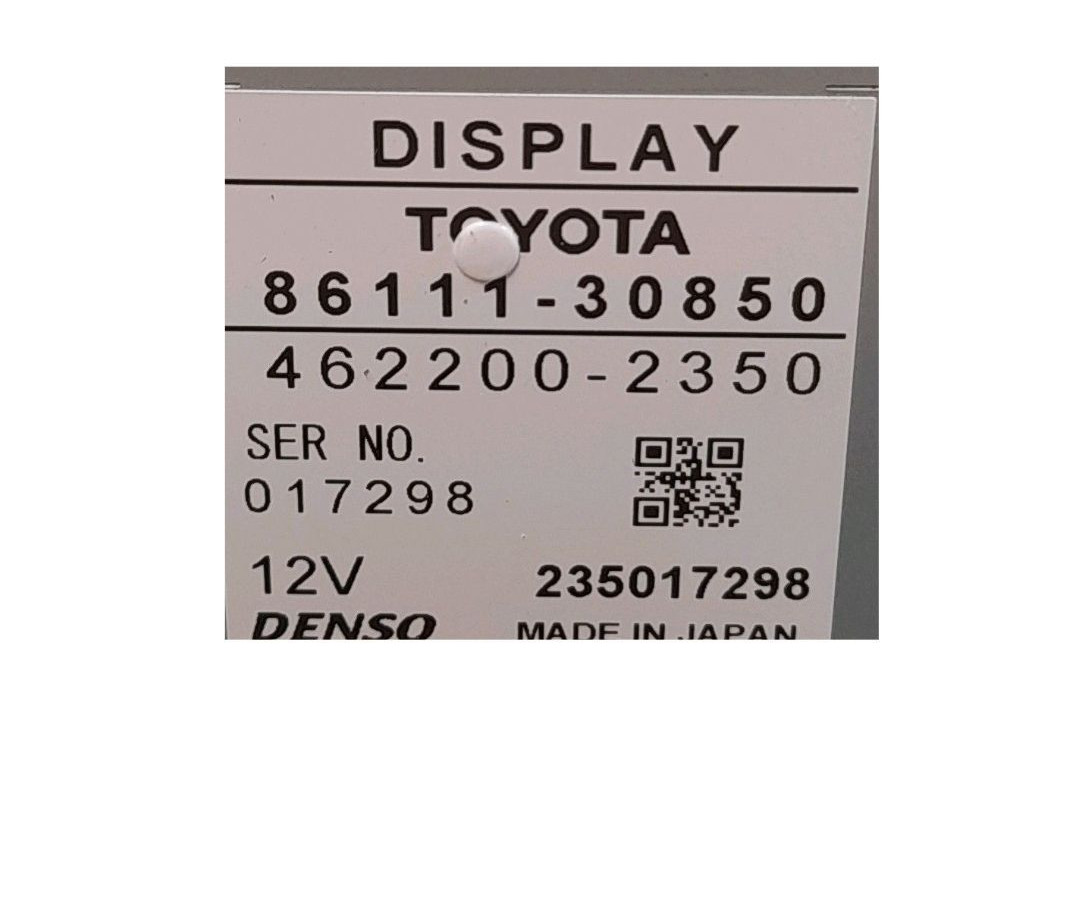 DISPLAY
TOYOTA
86111-30850
462200-2350
SER NO.
017298
12V
235017298
DENSO
MADE IN JAPAN